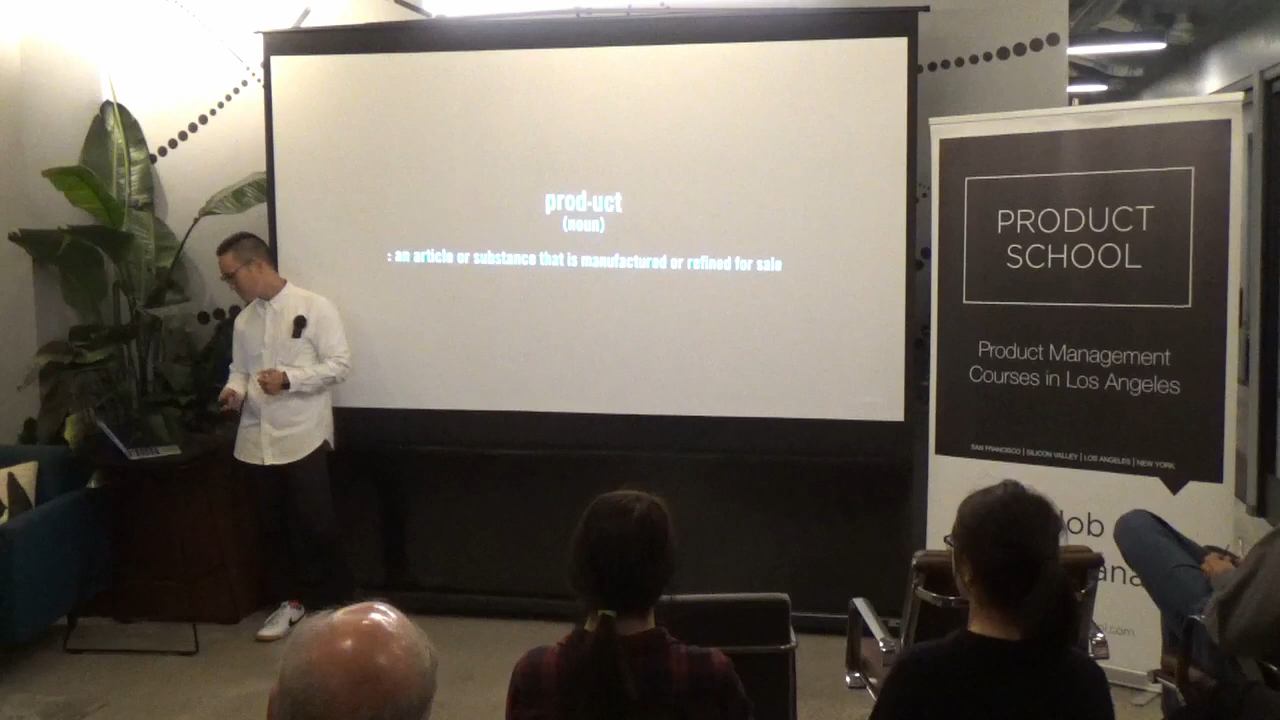 prod·uct
(noun)
: an article or substance that is manufactured or refined for sale
PRODUCT
SCHOOL
Product Management
Courses in Los Angeles
SAN FRANCISCO | SILICON VALLEY | LOS ANGELES | NEW YORK
Job